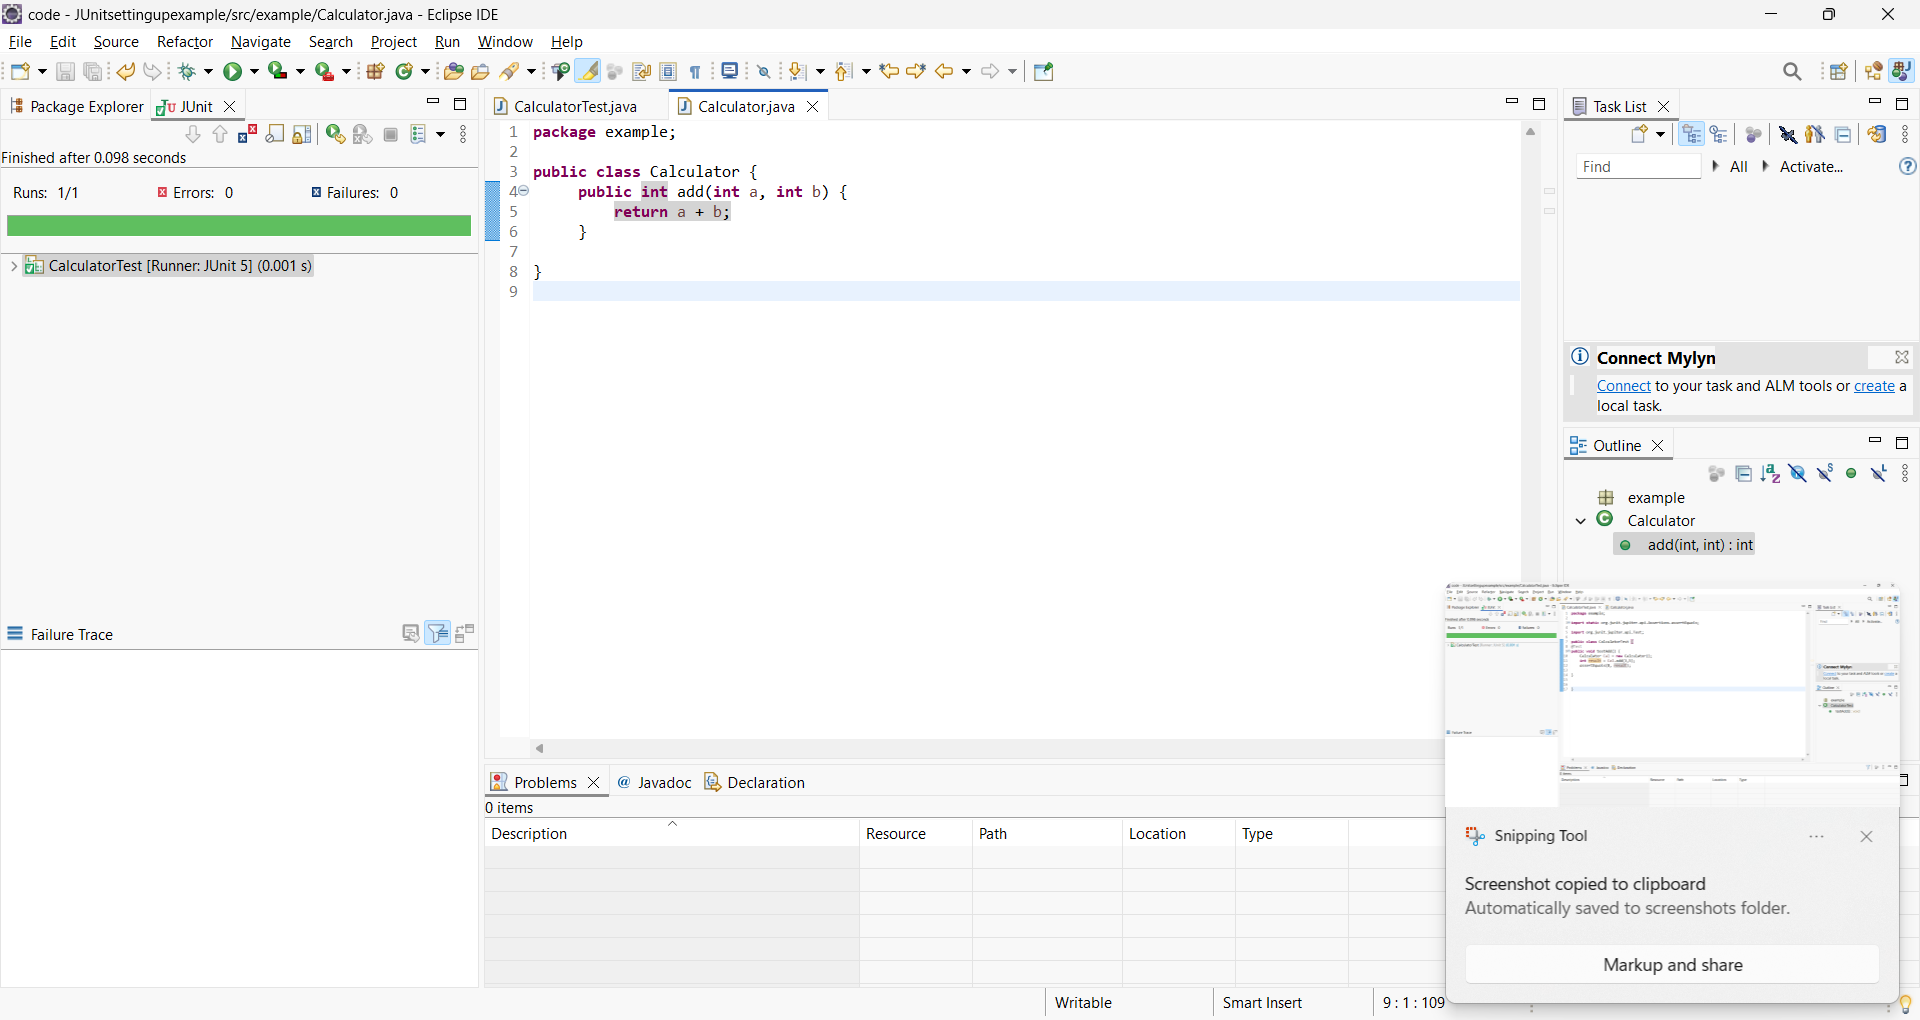 code - JUnitsettingupexample/src/example/Calculator.java - Eclipse IDE
File Edit Source Refactor Navigate Search Project Run Window Help
Package Explorer JUnit
Finished after 0.098 seconds
Runs: 1/1 Errors: 0 Failures: 0
CalculatorTest [Runner: JUnit 5] (0.001 s)
Failure Trace
CalculatorTest.java Calculator.java
1 package example;
2
3 public class Calculator {
4 public int add(int a, int b) {
5 return a + b;
6 }
7
8 }
9
Task List
Find All Activate...
Connect Mylyn
Connect to your task and ALM tools or create a
local task.
Outline
example
Calculator
add(int, int) : int
Problems @ Javadoc Declaration
0 items
Description Resource Path Location Type
Snipping Tool
Screenshot copied to clipboard
Automatically saved to screenshots folder.
Markup and share
Writable Smart Insert 9 : 1 : 109